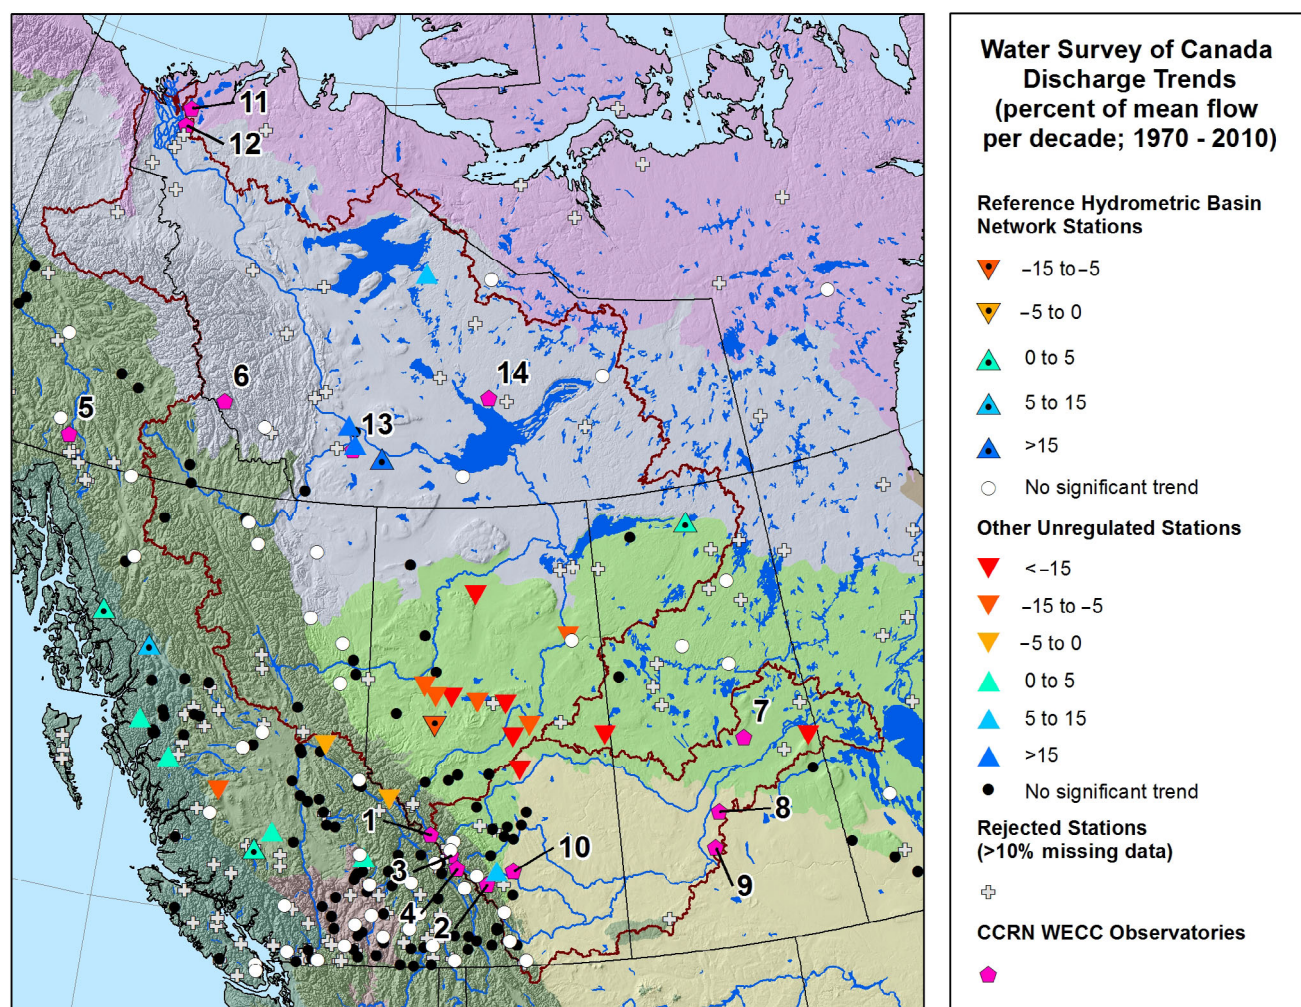 11
12
6
14
5
13
7
8
1
10
3
9
4
2
Water Survey of Canada
Discharge Trends
(percent of mean flow
per decade; 1970 - 2010)
Reference Hydrometric Basin
Network Stations
−15 to−5
−5 to 0
0 to 5
5 to 15
>15
No significant trend
Other Unregulated Stations
< −15
−15 to −5
−5 to 0
0 to 5
5 to 15
>15
No significant trend
Rejected Stations
(>10% missing data)
CCRN WECC Observatories